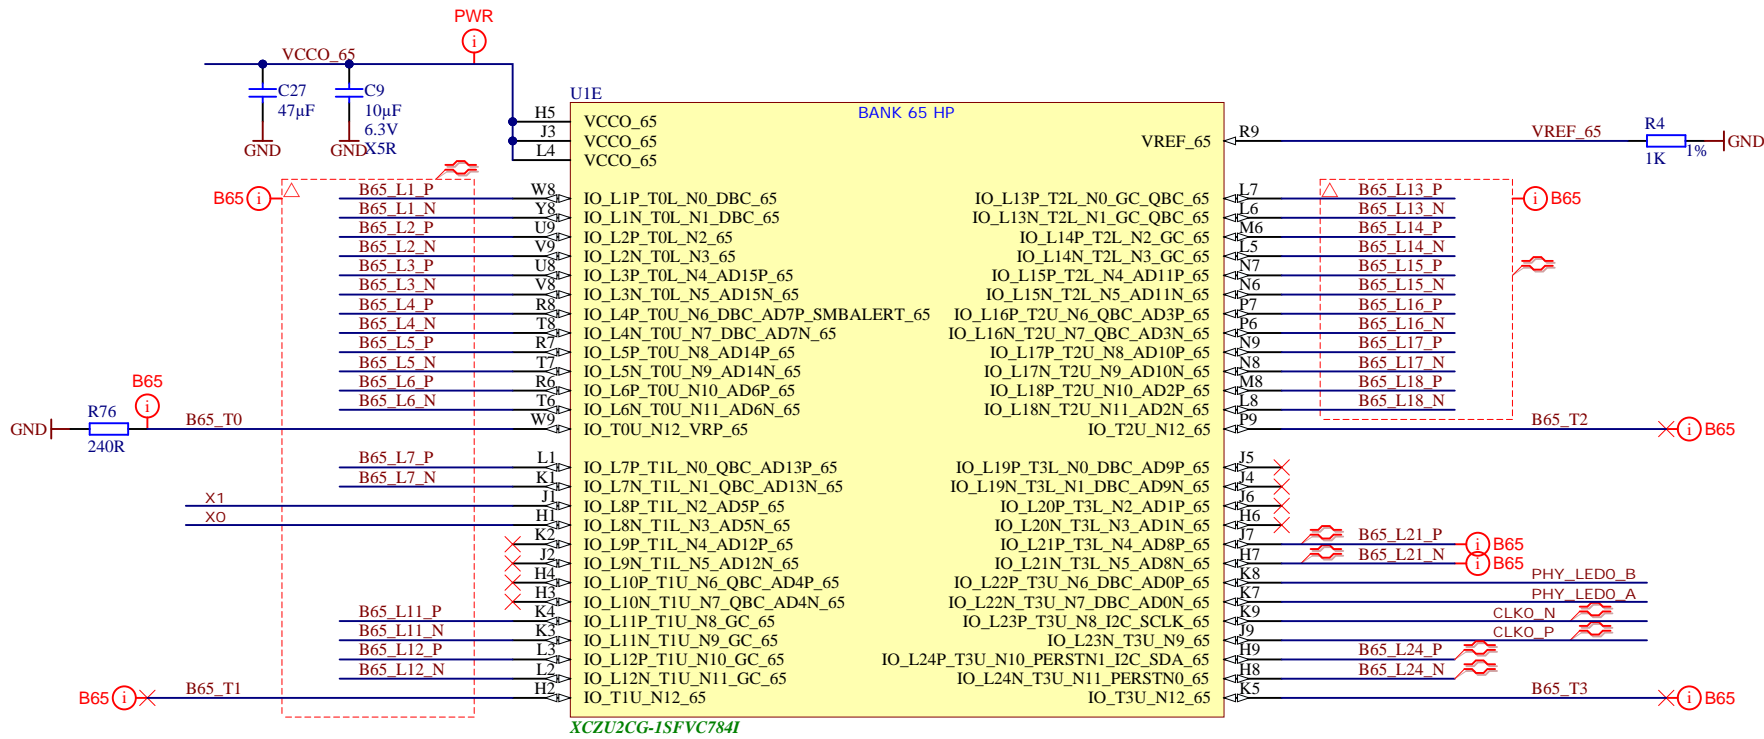 PWR
VCCO_65
C27
47µF
GND
C9
10µF
6.3V
X5R
GND
U1E
BANK 65 HP
H5 VCCO_65
J3 VCCO_65
L4 VCCO_65
VREF_65 R9 VREF_65
R4
1K
1%
GND
B65
B65_L1_P W8 IO_L1P_T0L_N0_DBC_65
B65_L1_N Y8 IO_L1N_T0L_N1_DBC_65
B65_L2_P U9 IO_L2P_T0L_N2_65
B65_L2_N V9 IO_L2N_T0L_N3_65
B65_L3_P U8 IO_L3P_T0L_N4_AD15P_65
B65_L3_N V8 IO_L3N_T0L_N5_AD15N_65
B65_L4_P R8 IO_L4P_T0U_N6_DBC_AD7P_SMBALERT_65
B65_L4_N T8 IO_L4N_T0U_N7_DBC_AD7N_65
B65_L5_P R7 IO_L5P_T0U_N8_AD14P_65
B65_L5_N T7 IO_L5N_T0U_N9_AD14N_65
B65_L6_P R6 IO_L6P_T0U_N10_AD6P_65
B65_L6_N T6 IO_L6N_T0U_N11_AD6N_65
B65
GND
R76
240R
B65_T0 W9 IO_T0U_N12_VRP_65
B65_L7_P L1 IO_L7P_T1L_N0_QBC_AD13P_65
B65_L7_N K1 IO_L7N_T1L_N1_QBC_AD13N_65
X1 J1 IO_L8P_T1L_N2_AD5P_65
X0 H1 IO_L8N_T1L_N3_AD5N_65
K2 IO_L9P_T1L_N4_AD12P_65
J2 IO_L9N_T1L_N5_AD12N_65
H4 IO_L10P_T1U_N6_QBC_AD4P_65
H3 IO_L10N_T1U_N7_QBC_AD4N_65
B65_L11_P K4 IO_L11P_T1U_N8_GC_65
B65_L11_N K3 IO_L11N_T1U_N9_GC_65
B65_L12_P L3 IO_L12P_T1U_N10_GC_65
B65_L12_N L2 IO_L12N_T1U_N11_GC_65
B65 B65_T1 H2 IO_T1U_N12_65
IO_L13P_T2L_N0_GC_QBC_65 L7 B65_L13_P
B65
IO_L13N_T2L_N1_GC_QBC_65 L6 B65_L13_N
IO_L14P_T2L_N2_GC_65 M6 B65_L14_P
IO_L14N_T2L_N3_GC_65 L5 B65_L14_N
IO_L15P_T2L_N4_AD11P_65 N7 B65_L15_P
IO_L15N_T2L_N5_AD11N_65 N6 B65_L15_N
IO_L16P_T2U_N6_QBC_AD3P_65 P7 B65_L16_P
IO_L16N_T2U_N7_QBC_AD3N_65 P6 B65_L16_N
IO_L17P_T2U_N8_AD10P_65 N9 B65_L17_P
IO_L17N_T2U_N9_AD10N_65 N8 B65_L17_N
IO_L18P_T2U_N10_AD2P_65 M8 B65_L18_P
IO_L18N_T2U_N11_AD2N_65 L8 B65_L18_N
IO_T2U_N12_65 P9 B65_T2 B65
IO_L19P_T3L_N0_DBC_AD9P_65 J5
IO_L19N_T3L_N1_DBC_AD9N_65 J4
IO_L20P_T3L_N2_AD1P_65 J6
IO_L20N_T3L_N3_AD1N_65 H6
IO_L21P_T3L_N4_AD8P_65 J7 B65_L21_P B65
IO_L21N_T3L_N5_AD8N_65 H7 B65_L21_N B65
IO_L22P_T3U_N6_DBC_AD0P_65 K8 PHY_LED0_B
IO_L22N_T3U_N7_DBC_AD0N_65 K7 PHY_LED0_A
IO_L23P_T3U_N8_I2C_SCLK_65 K9 CLK0_N
IO_L23N_T3U_N9_65 J9 CLK0_P
IO_L24P_T3U_N10_PERSTN1_I2C_SDA_65 H9 B65_L24_P
IO_L24N_T3U_N11_PERSTN0_65 H8 B65_L24_N
IO_T3U_N12_65 K5 B65_T3 B65
XCZU2CG-1SFVC784I